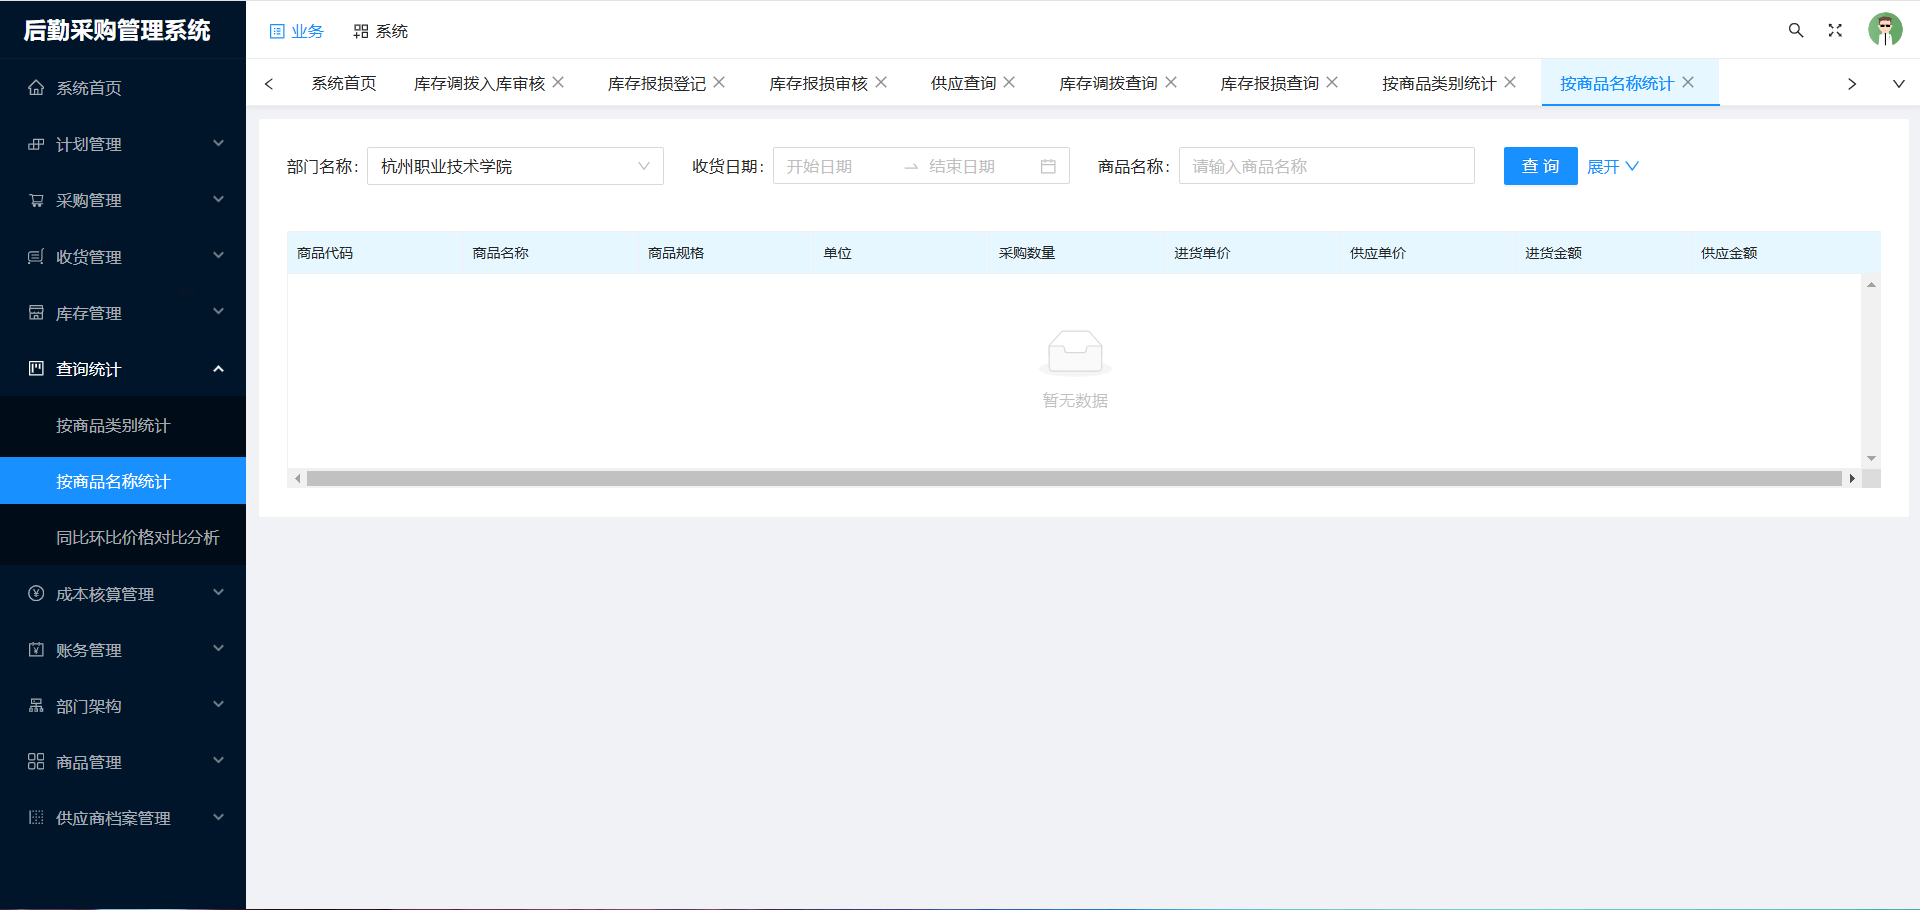 后勤采购管理系统
业务 系统
系统首页 库存调拨入库审核 库存报损登记 库存报损审核 供应查询 库存调拨查询 库存报损查询 按商品类别统计 按商品名称统计
系统首页
计划管理
采购管理
收货管理
库存管理
查询统计
按商品类别统计
按商品名称统计
同比环比价格对比分析
成本核算管理
账务管理
部门架构
商品管理
供应商档案管理
部门名称: 杭州职业技术学院 收货日期: 开始日期 结束日期 商品名称: 请输入商品名称 查 询 展开
商品代码 商品名称 商品规格 单位 采购数量 进货单价 供应单价 进货金额 供应金额
暂无数据